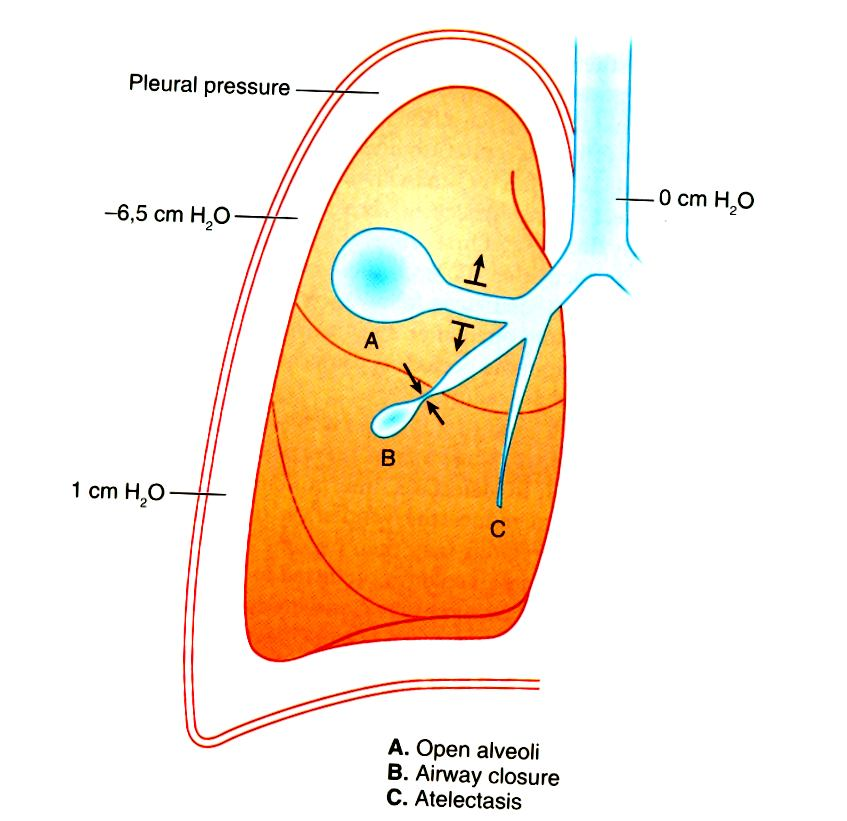 Pleural pressure
–6,5 cm H₂O
0 cm H₂O
A
B
1 cm H₂O
C
A. Open alveoli
B. Airway closure
C. Atelectasis